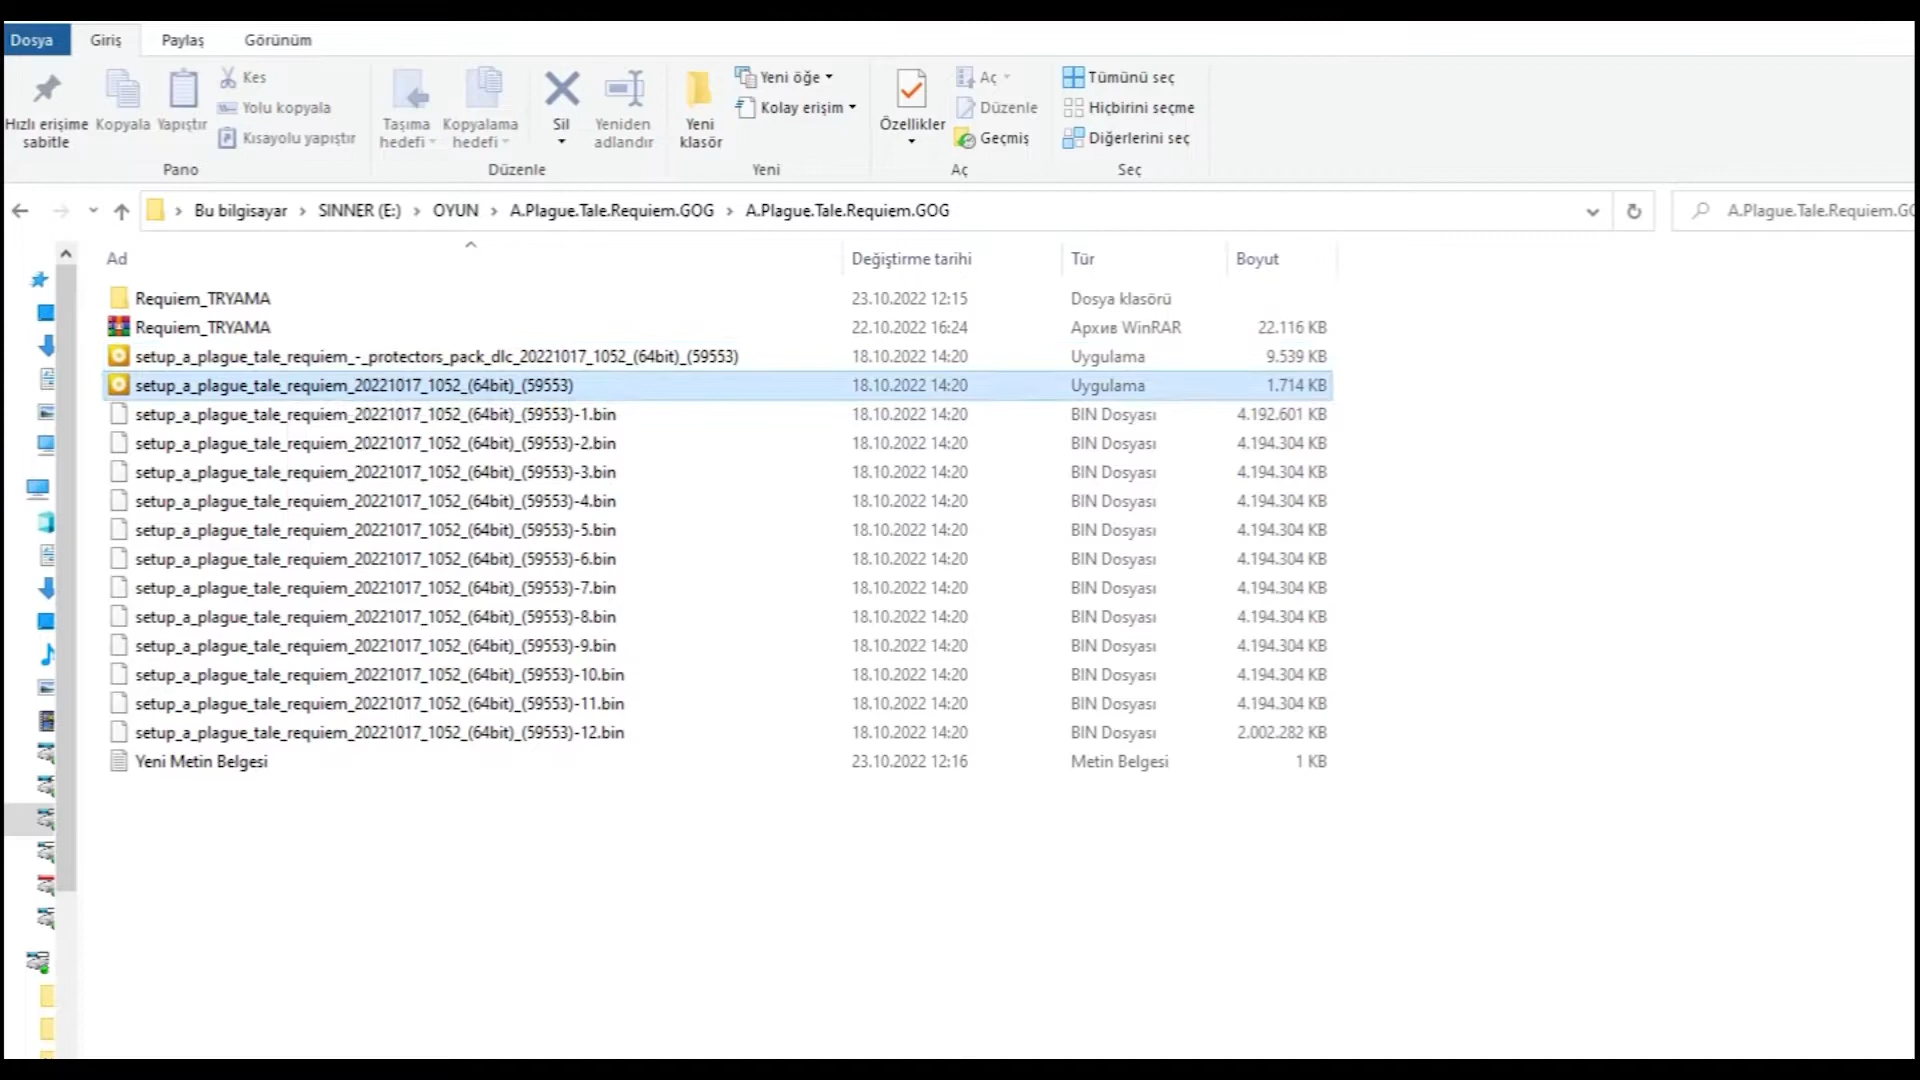 Dosya Giriş Paylaş Görünüm
Hızlı erişime sabitle
Kopyala
Yapıştır
Kes
Yolu kopyala
Kısayolu yapıştır
Pano
Taşıma hedefi
Kopyalama hedefi
Sil
Yeniden adlandır
Düzenle
Yeni klasör
Yeni öğe
Kolay erişim
Yeni
Özellikler
Aç
Düzenle
Geçmiş
Aç
Tümünü seç
Hiçbirini seçme
Diğerlerini seç
Seç
Bu bilgisayar › SINNER (E:) › OYUN › A.Plague.Tale.Requiem.GOG › A.Plague.Tale.Requiem.GOG
A.Plague.Tale.Requiem.GO
Ad Değiştirme tarihi Tür Boyut
Requiem_TRYAMA 23.10.2022 12:15 Dosya klasörü
Requiem_TRYAMA 22.10.2022 16:24 Архив WinRAR 22.116 KB
setup_a_plague_tale_requiem_-_protectors_pack_dlc_20221017_1052_(64bit)_(59553) 18.10.2022 14:20 Uygulama 9.539 KB
setup_a_plague_tale_requiem_20221017_1052_(64bit)_(59553) 18.10.2022 14:20 Uygulama 1.714 KB
setup_a_plague_tale_requiem_20221017_1052_(64bit)_(59553)-1.bin 18.10.2022 14:20 BIN Dosyası 4.192.601 KB
setup_a_plague_tale_requiem_20221017_1052_(64bit)_(59553)-2.bin 18.10.2022 14:20 BIN Dosyası 4.194.304 KB
setup_a_plague_tale_requiem_20221017_1052_(64bit)_(59553)-3.bin 18.10.2022 14:20 BIN Dosyası 4.194.304 KB
setup_a_plague_tale_requiem_20221017_1052_(64bit)_(59553)-4.bin 18.10.2022 14:20 BIN Dosyası 4.194.304 KB
setup_a_plague_tale_requiem_20221017_1052_(64bit)_(59553)-5.bin 18.10.2022 14:20 BIN Dosyası 4.194.304 KB
setup_a_plague_tale_requiem_20221017_1052_(64bit)_(59553)-6.bin 18.10.2022 14:20 BIN Dosyası 4.194.304 KB
setup_a_plague_tale_requiem_20221017_1052_(64bit)_(59553)-7.bin 18.10.2022 14:20 BIN Dosyası 4.194.304 KB
setup_a_plague_tale_requiem_20221017_1052_(64bit)_(59553)-8.bin 18.10.2022 14:20 BIN Dosyası 4.194.304 KB
setup_a_plague_tale_requiem_20221017_1052_(64bit)_(59553)-9.bin 18.10.2022 14:20 BIN Dosyası 4.194.304 KB
setup_a_plague_tale_requiem_20221017_1052_(64bit)_(59553)-10.bin 18.10.2022 14:20 BIN Dosyası 4.194.304 KB
setup_a_plague_tale_requiem_20221017_1052_(64bit)_(59553)-11.bin 18.10.2022 14:20 BIN Dosyası 4.194.304 KB
setup_a_plague_tale_requiem_20221017_1052_(64bit)_(59553)-12.bin 18.10.2022 14:20 BIN Dosyası 2.002.282 KB
Yeni Metin Belgesi 23.10.2022 12:16 Metin Belgesi 1 KB